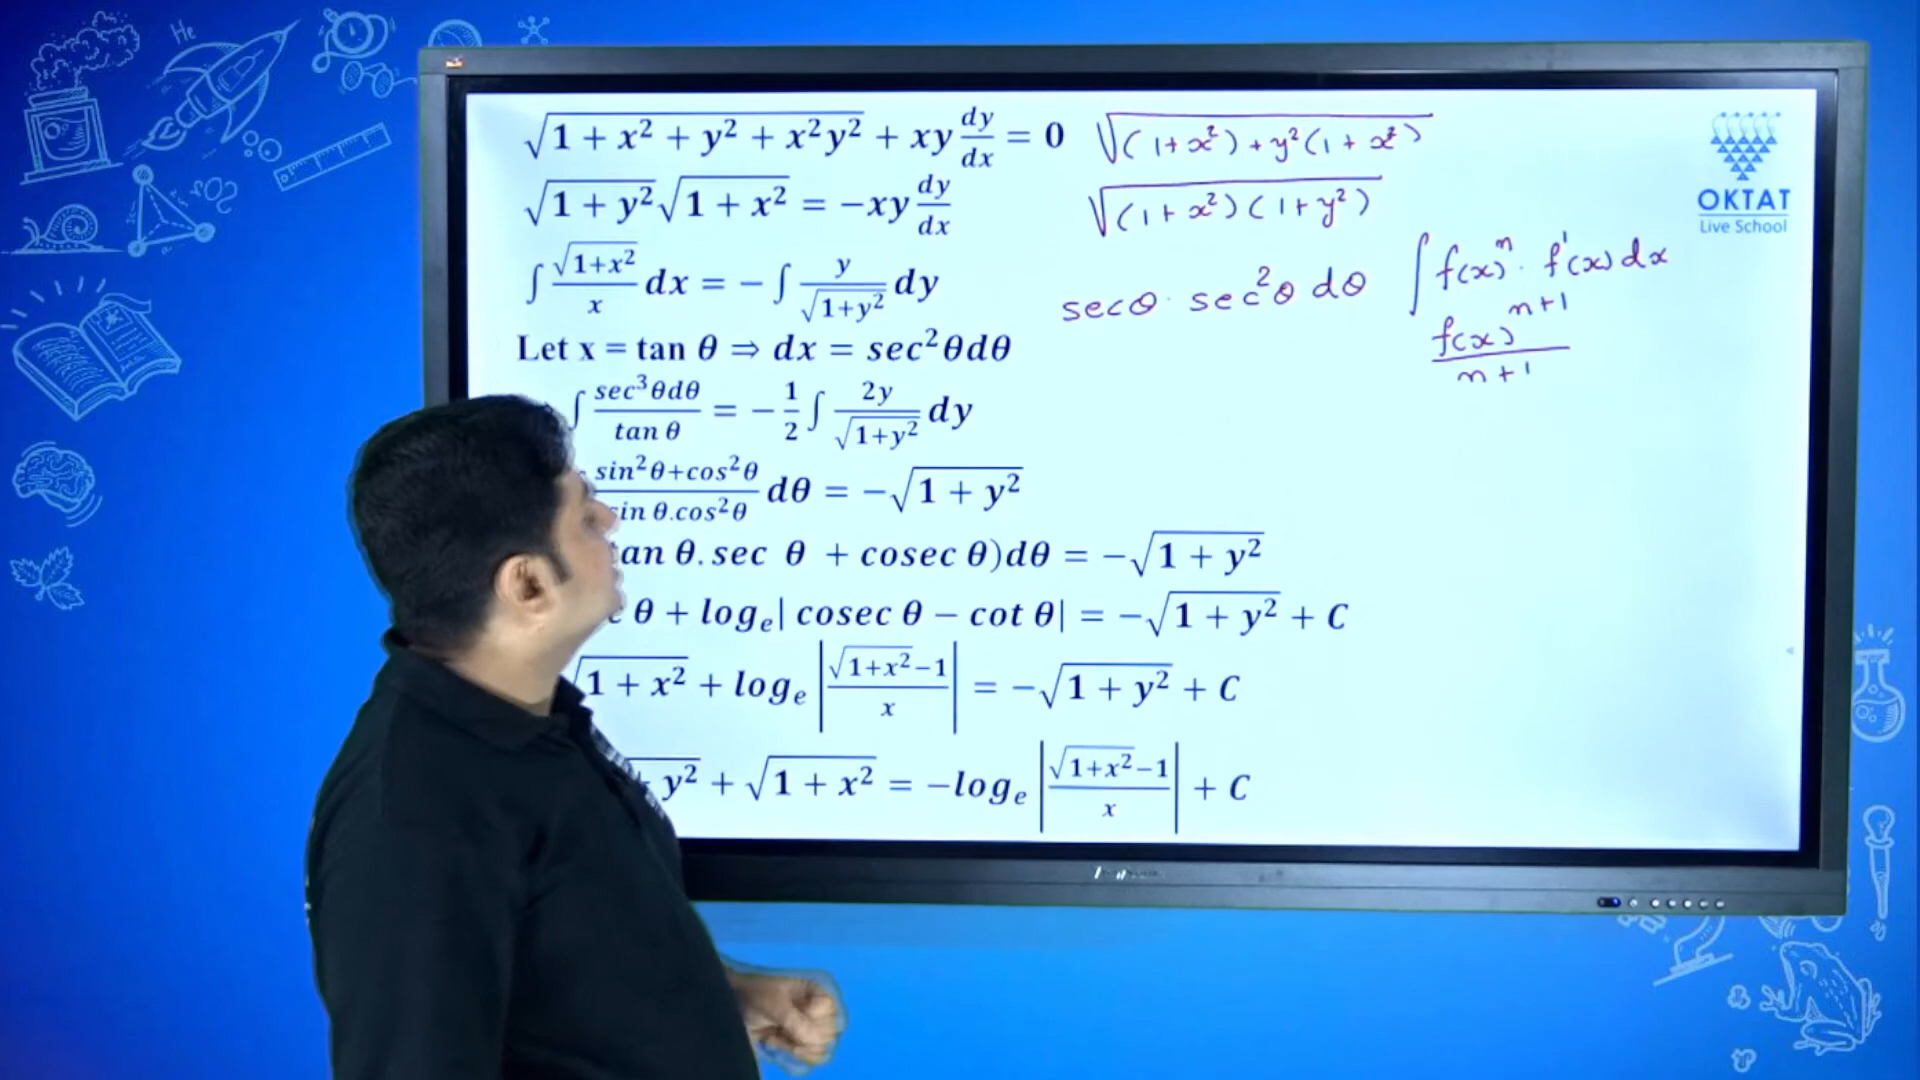 √1 + x² + y² + x²y² + xy dy/dx = 0
√1 + y² √1 + x² = −xy dy/dx
∫ √1+x²/x dx = − ∫ y/√1+y² dy
Let x = tan θ ⇒ dx = sec²θdθ
∫ sec³θdθ/tan θ = − 1/2 ∫ 2y/√1+y² dy
sin²θ+cos²θ/sin θ.cos²θ dθ = −√1 + y²
tan θ. sec θ + cosec θ)dθ = −√1 + y²
θ + logₑ| cosec θ − cot θ| = −√1 + y² + C
√1 + x² + logₑ |√1+x²−1/x| = −√1 + y² + C
+ y² + √1 + x² = −logₑ |√1+x²−1/x| + C
√(1+x²)+y²(1+x²)
√(1+x²)(1+y²)
secθ · sec²θ dθ
∫ f(x)ⁿ · f'(x) dx
f(x)ⁿ⁺¹/n+1
OKTAT
Live School
He